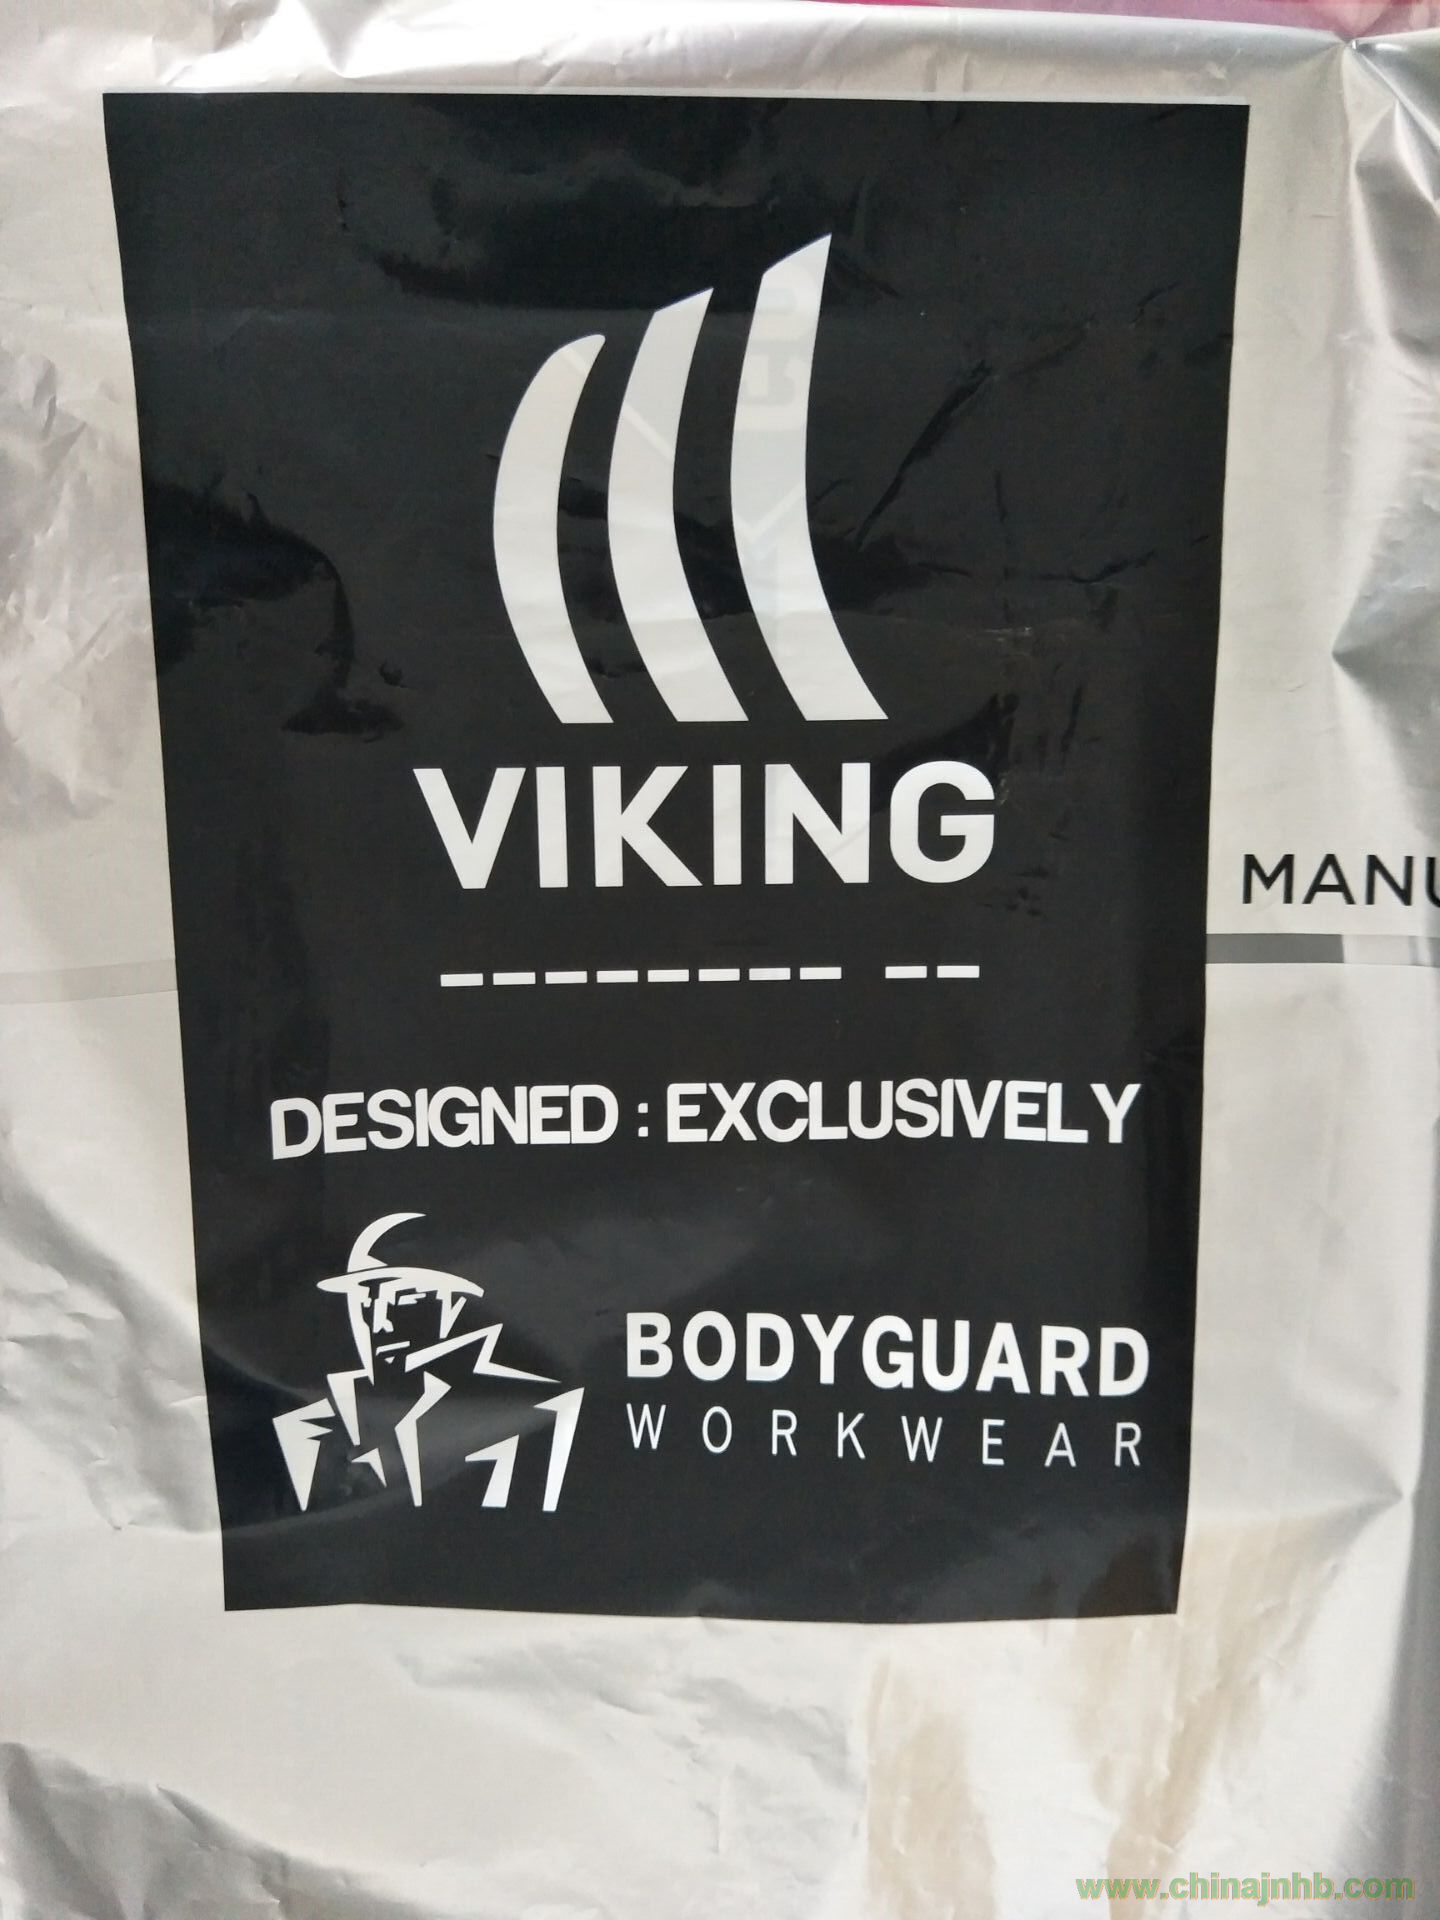 VIKING
MANU
-------- --
DESIGNED : EXCLUSIVELY
BODYGUARD
WORKWEAR
www.chinajnhb.com